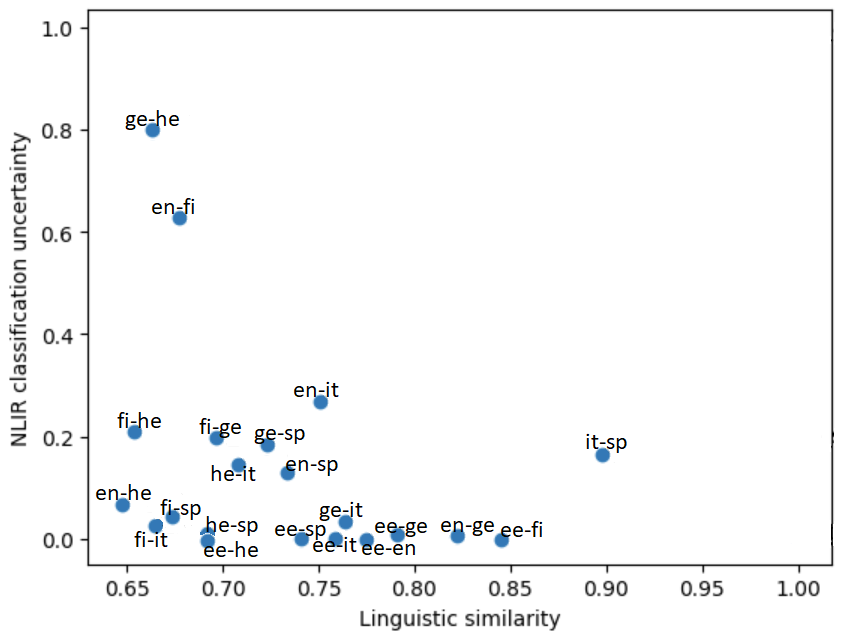 1.0
ge-he
0.8
en-fi
0.6
NLIR classification uncertainty
0.4
en-it
fi-he
fi-ge
ge-sp
it-sp
0.2
he-it
en-sp
en-he
fi-sp
ge-it
fi-it
he-sp
ee-sp
ee-ge
en-ge
ee-fi
0.0
ee-he
ee-it
ee-en
0.65 0.70 0.75 0.80 0.85 0.90 0.95 1.00
Linguistic similarity